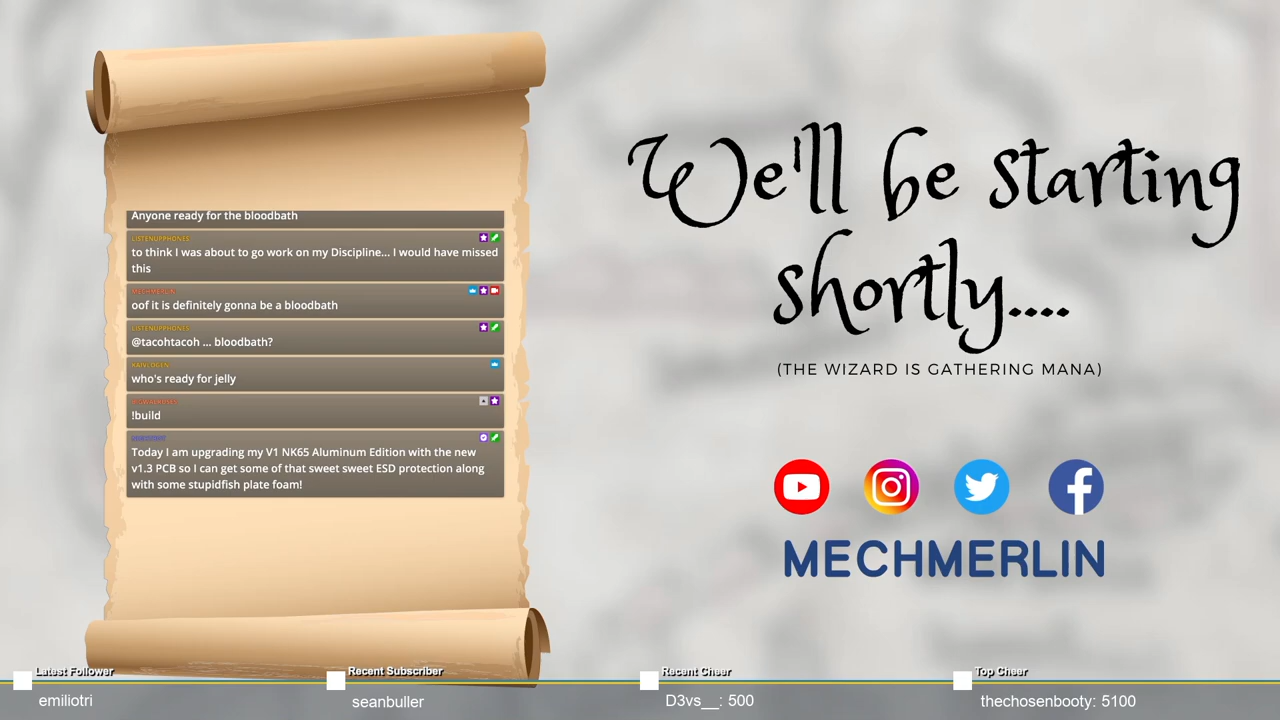 Anyone ready for the bloodbath
LISTENUPPHONES
to think I was about to go work on my Discipline... I would have missed
this
MECHMERLIN
oof it is definitely gonna be a bloodbath
LISTENUPPHONES
@tacohtacoh ... bloodbath?
who's ready for jelly
!build
Today I am upgrading my V1 NK65 Aluminum Edition with the new
v1.3 PCB so I can get some of that sweet sweet ESD protection along
with some stupidfish plate foam!
We'll be starting
shortly....
(THE WIZARD IS GATHERING MANA)
MECHMERLIN
Latest Follower
emiliotri
Recent Subscriber
seanbuller
Recent Cheer
D3vs__: 500
Top Cheer
thechosenbooty: 5100